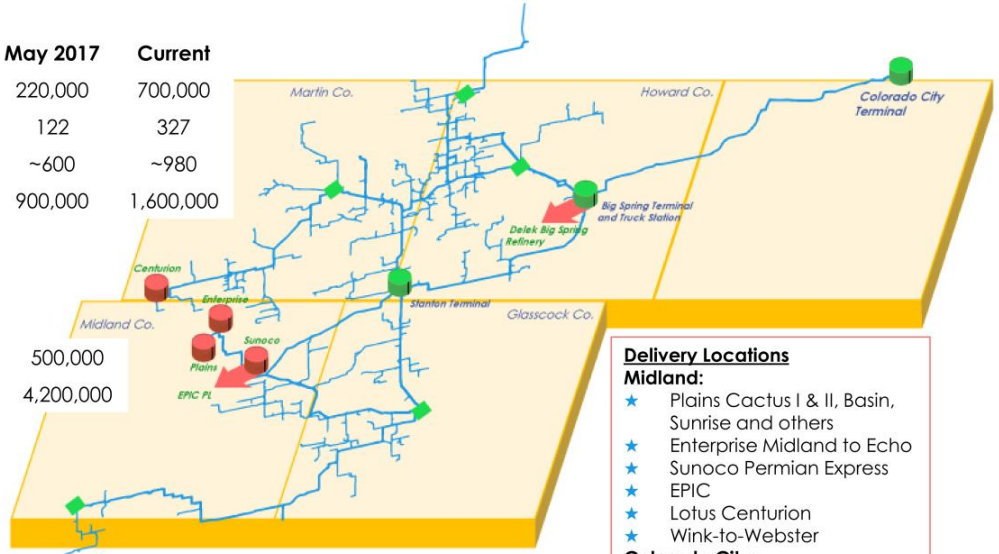 May 2017 Current
220,000 700,000
122 327
~600 ~980
900,000 1,600,000
Martin Co.
Howard Co.
Colorado City
Terminal
Big Spring Terminal
and Truck Station
Delek Big Spring
Refinery
Centurion
Enterprise
Stanton Terminal
Midland Co.
Glasscock Co.
Sunoco
Plains
EPIC PL
500,000
4,200,000
Delivery Locations
Midland:
★ Plains Cactus I & II, Basin,
Sunrise and others
★ Enterprise Midland to Echo
★ Sunoco Permian Express
★ EPIC
★ Lotus Centurion
★ Wink-to-Webster